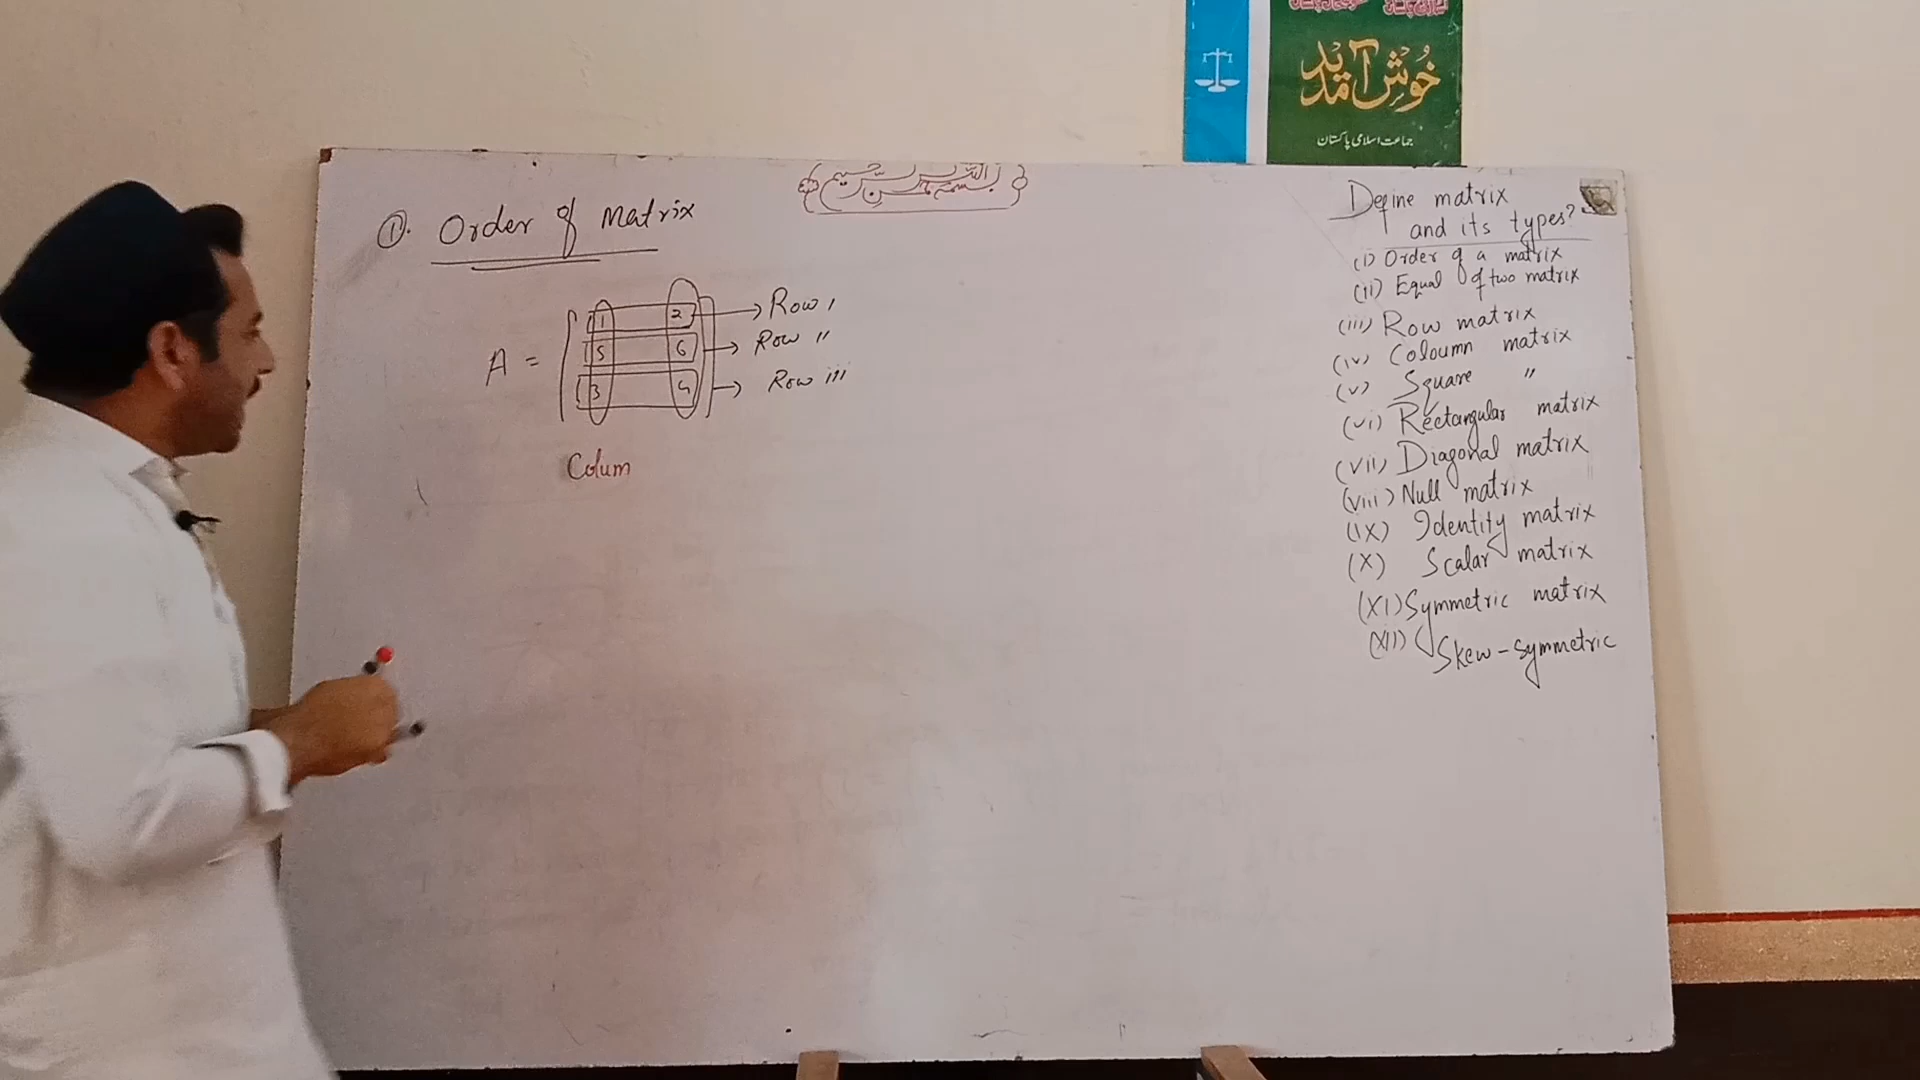 خُوش آمدید
جماعت اسلامی پاکستان
①. Order of Matrix
A =
1 2 → Row i
5 6 → Row ii
3 4 → Row iii
Colum
Define matrix
and its types?
(i) Order of a matrix
(ii) Equal of two matrix
(iii) Row matrix
(iv) Coloumn matrix
(v) Square "
(vi) Rectangular matrix
(vii) Diagonal matrix
(viii) Null matrix
(ix) Identity matrix
(x) Scalar matrix
(xi) Symmetric matrix
(xii) Skew-symmetric